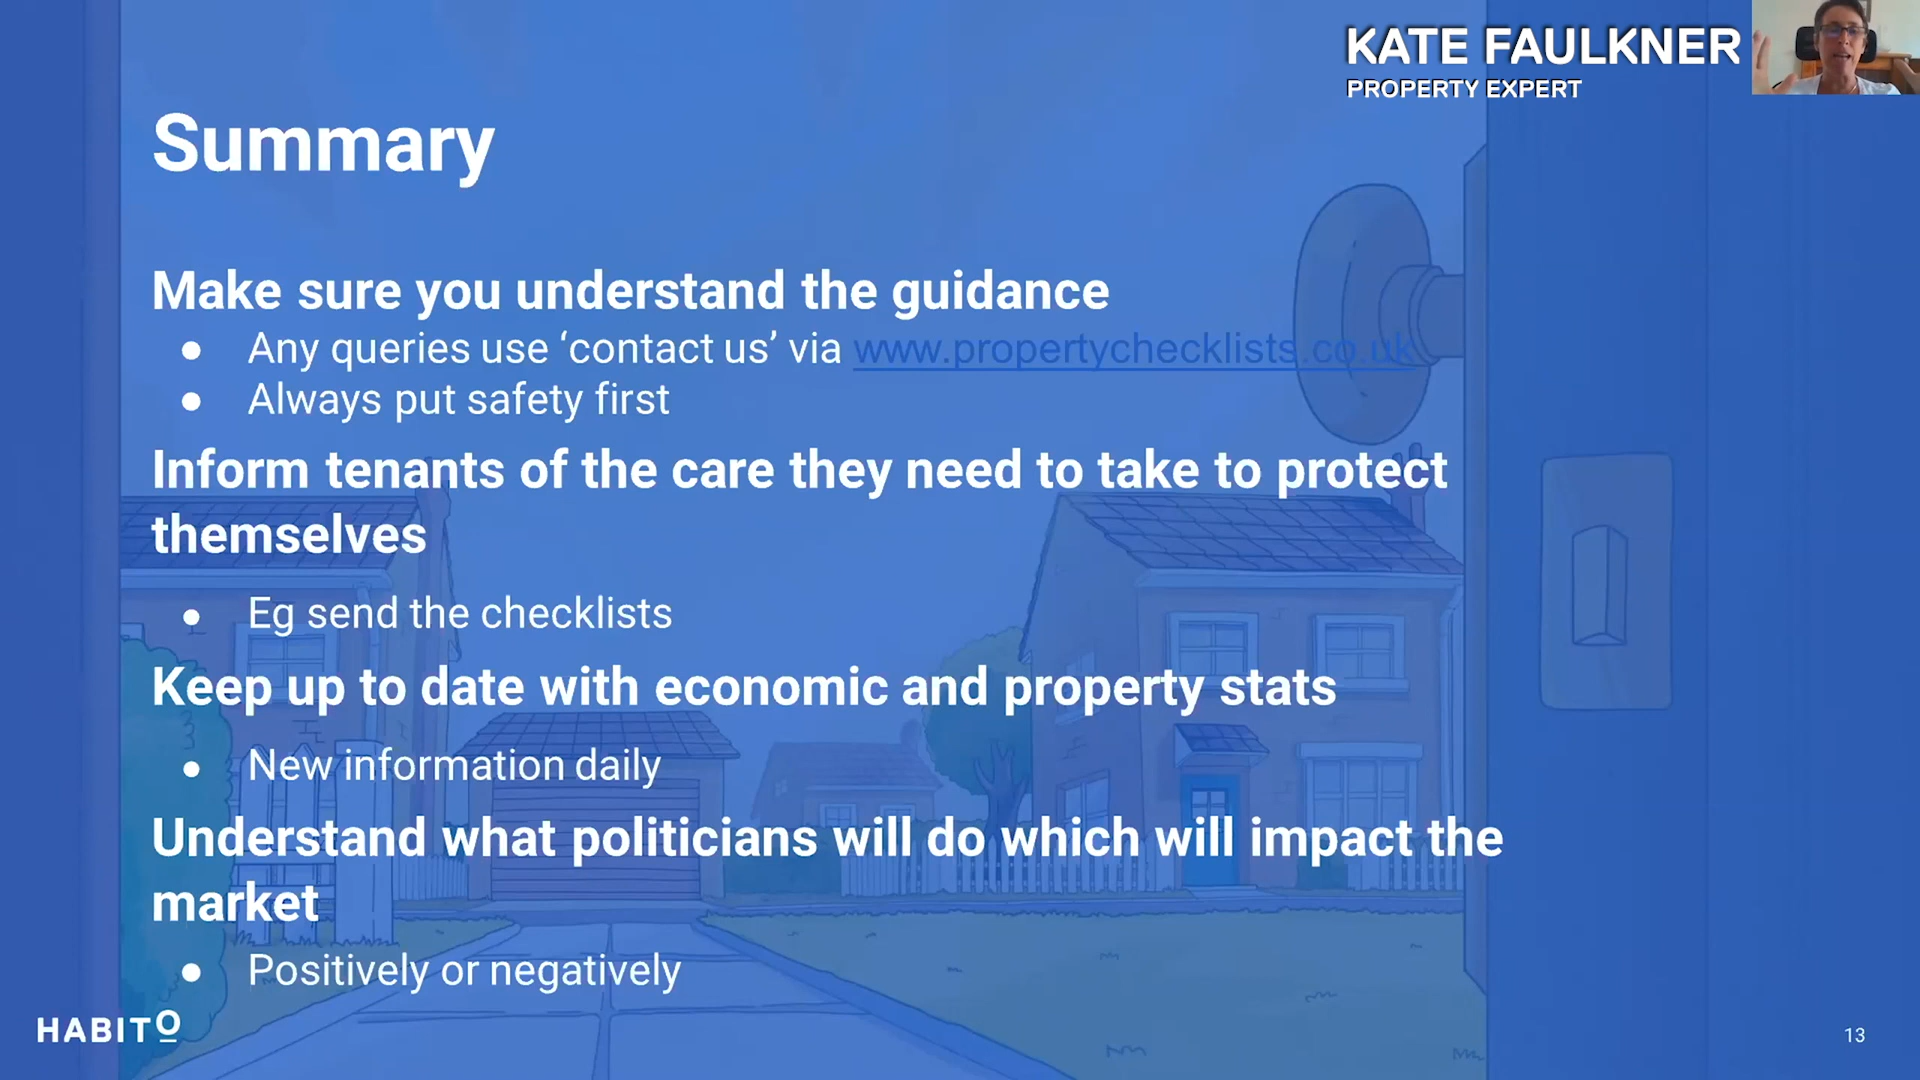 KATE FAULKNER
PROPERTY EXPERT
Summary
Make sure you understand the guidance
● Any queries use ‘contact us’ via www.propertychecklists.co.uk
● Always put safety first
Inform tenants of the care they need to take to protect
themselves
● Eg send the checklists
Keep up to date with economic and property stats
● New information daily
Understand what politicians will do which will impact the
market
● Positively or negatively
HABITO
13